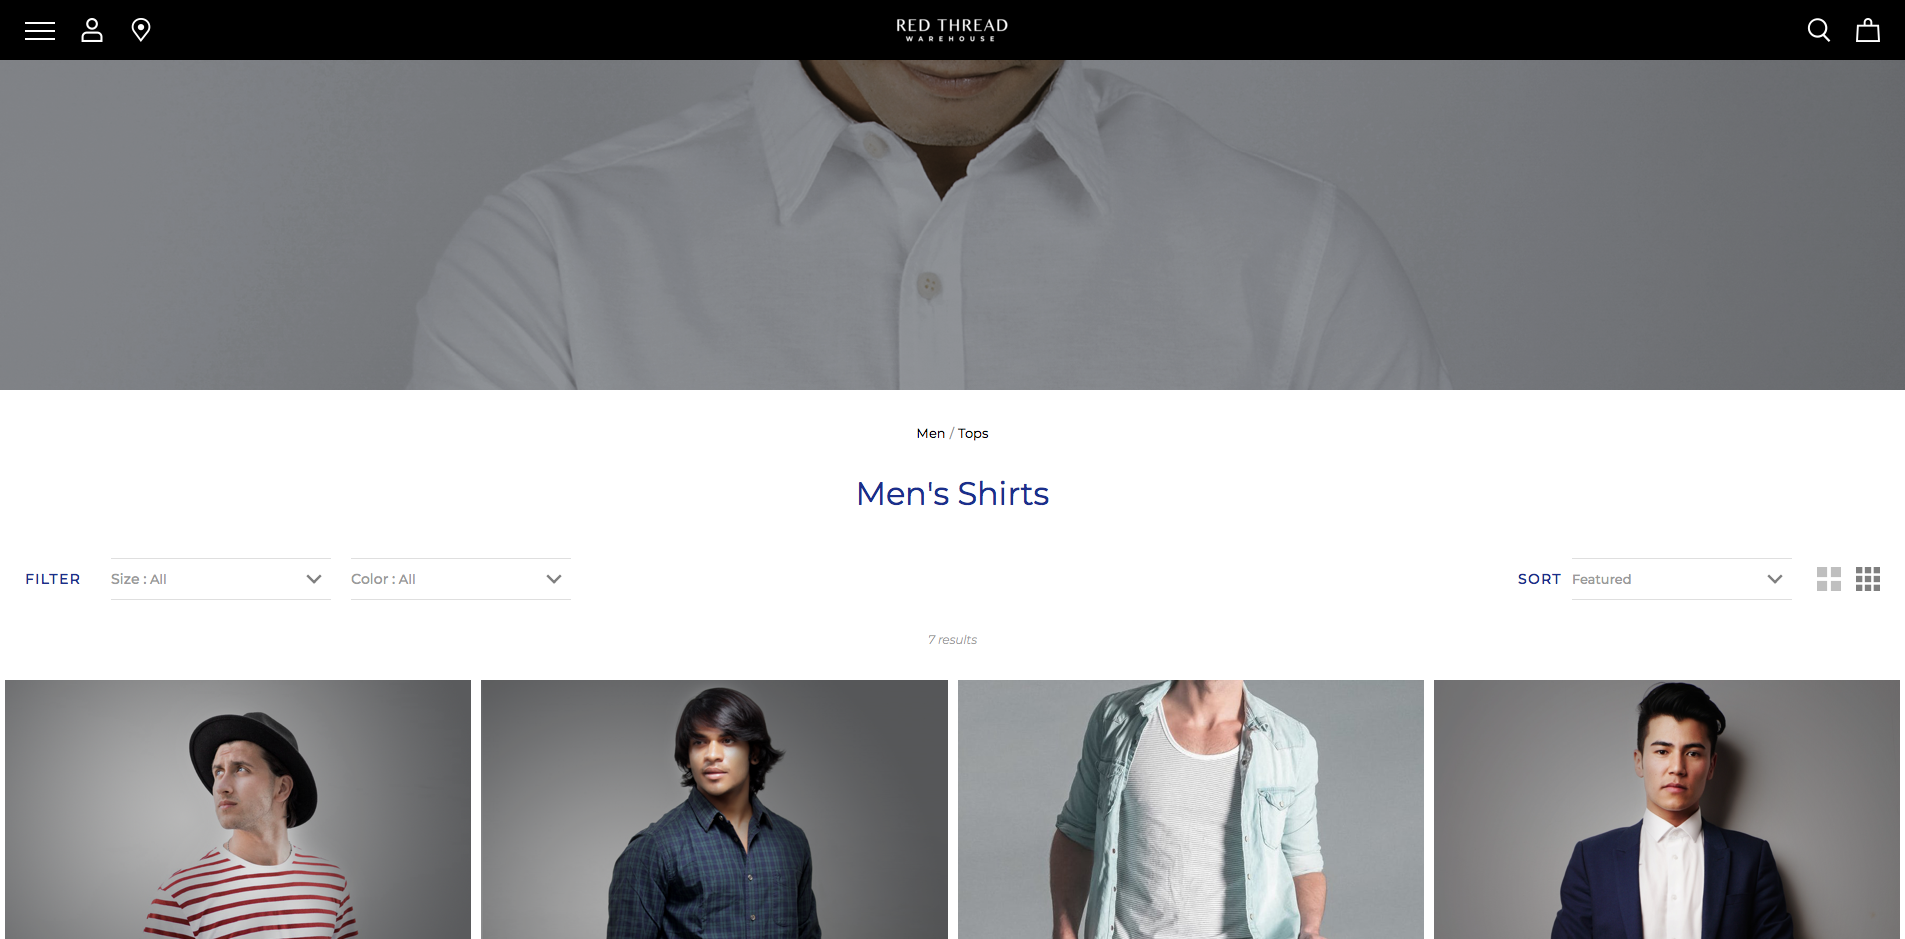 RED THREAD
WAREHOUSE
Men / Tops
Men's Shirts
FILTER Size : All Color : All SORT Featured
7 results